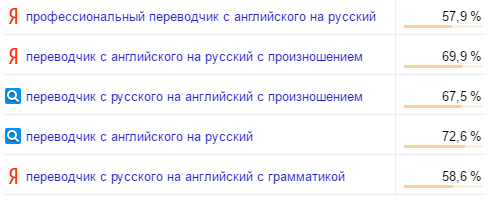 Я профессиональный переводчик с английского на русский 57,9 %
Я переводчик с английского на русский с произношением 69,9 %
переводчик с русского на английский с произношением 67,5 %
переводчик с английского на русский 72,6 %
Я переводчик с русского на английский с грамматикой 58,6 %